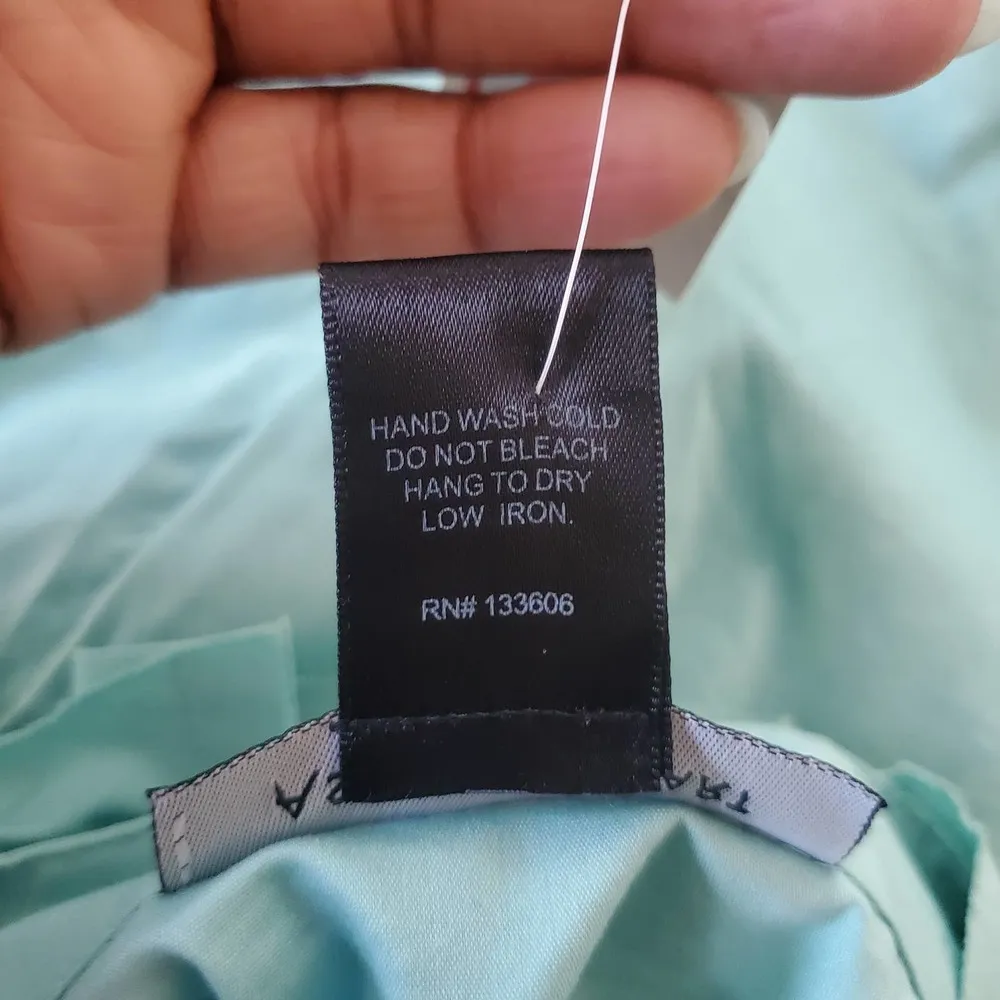 HAND WASH COLD
DO NOT BLEACH
HANG TO DRY
LOW IRON.
RN# 133606